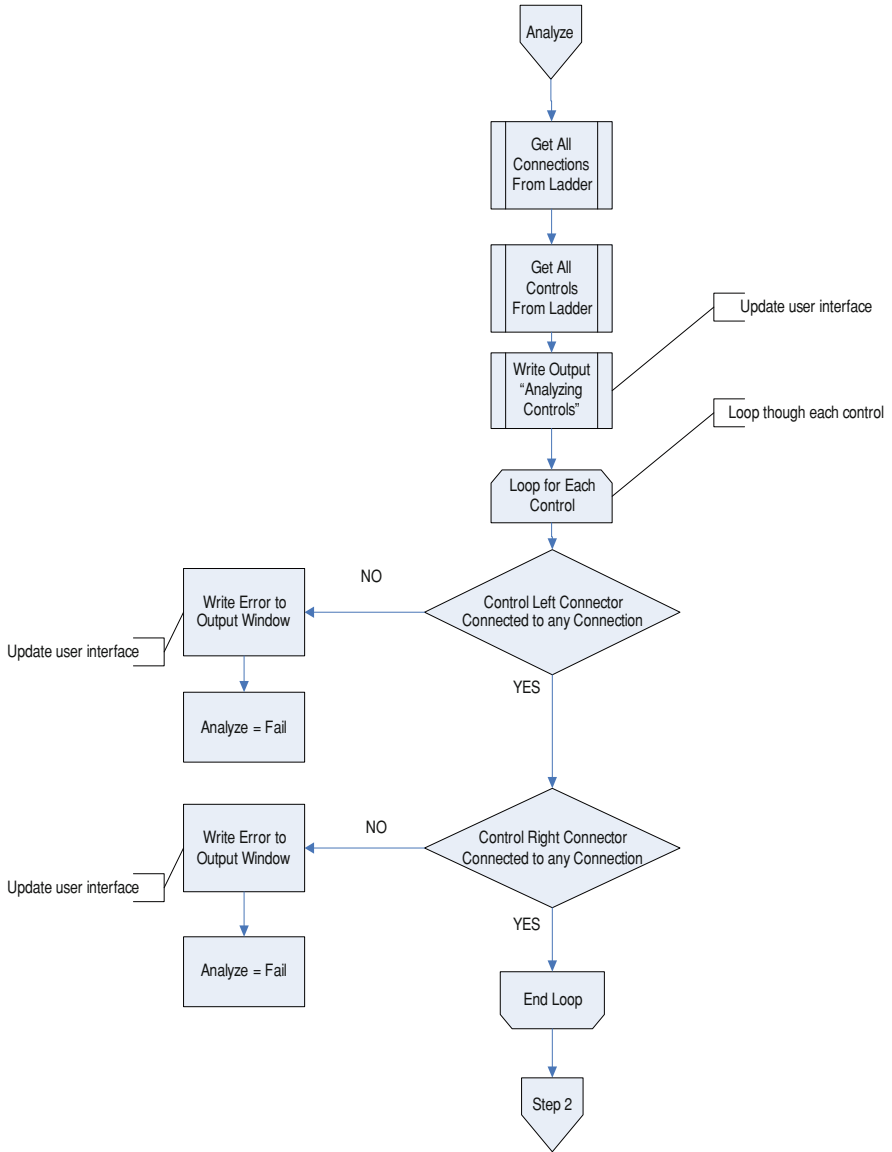 Analyze
Get All
Connections
From Ladder
Get All
Controls
From Ladder
Update user interface
Write Output
“Analyzing
Controls”
Loop though each control
Loop for Each
Control
NO
Write Error to
Output Window
Control Left Connector
Connected to any Connection
Update user interface
YES
Analyze = Fail
NO
Write Error to
Output Window
Control Right Connector
Connected to any Connection
Update user interface
YES
Analyze = Fail
End Loop
Step 2